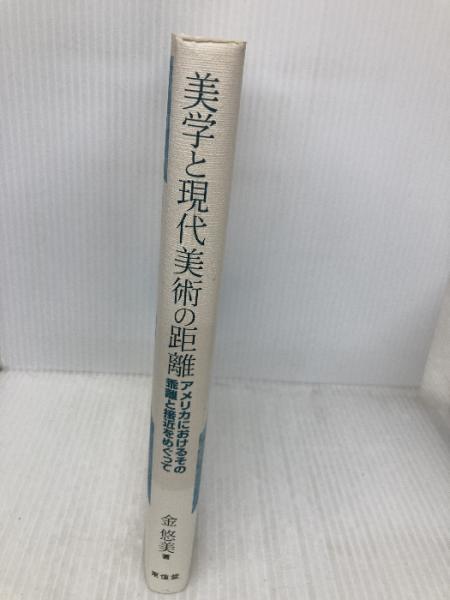 美学と現代美術の距離
アメリカにおけるその
乖離と接近をめぐって
金悠美 著
東信堂